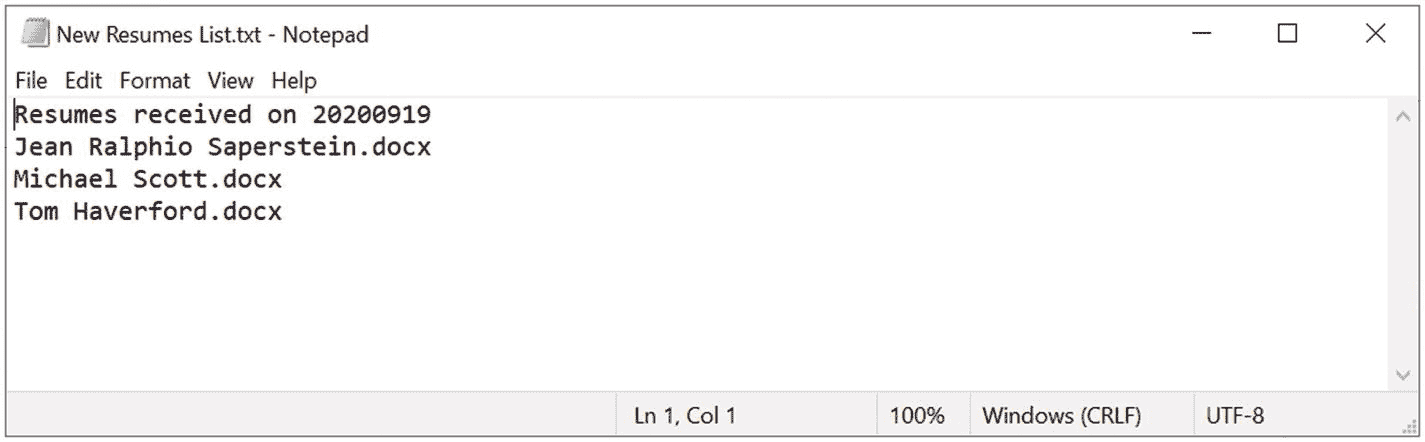 New Resumes List.txt - Notepad
File Edit Format View Help
Resumes received on 20200919
Jean Ralphio Saperstein.docx
Michael Scott.docx
Tom Haverford.docx
Ln 1, Col 1 100% Windows (CRLF) UTF-8